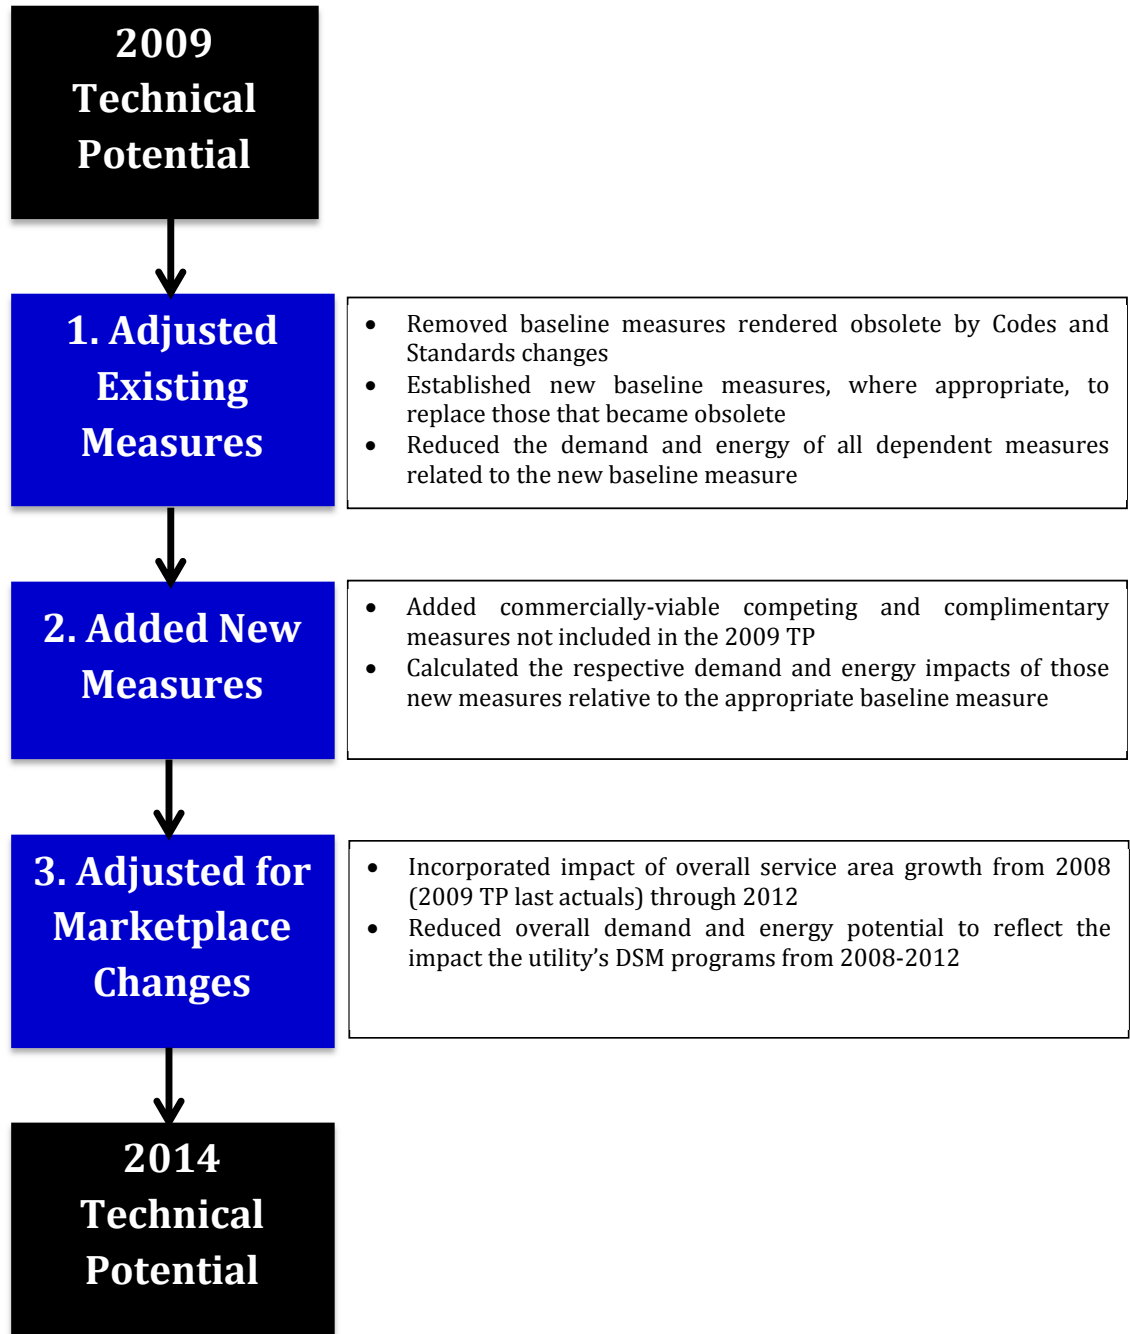 2009
Technical
Potential
1. Adjusted
Existing
Measures
• Removed baseline measures rendered obsolete by Codes and
Standards changes
• Established new baseline measures, where appropriate, to
replace those that became obsolete
• Reduced the demand and energy of all dependent measures
related to the new baseline measure
2. Added New
Measures
• Added commercially-viable competing and complimentary
measures not included in the 2009 TP
• Calculated the respective demand and energy impacts of those
new measures relative to the appropriate baseline measure
3. Adjusted for
Marketplace
Changes
• Incorporated impact of overall service area growth from 2008
(2009 TP last actuals) through 2012
• Reduced overall demand and energy potential to reflect the
impact the utility’s DSM programs from 2008-2012
2014
Technical
Potential